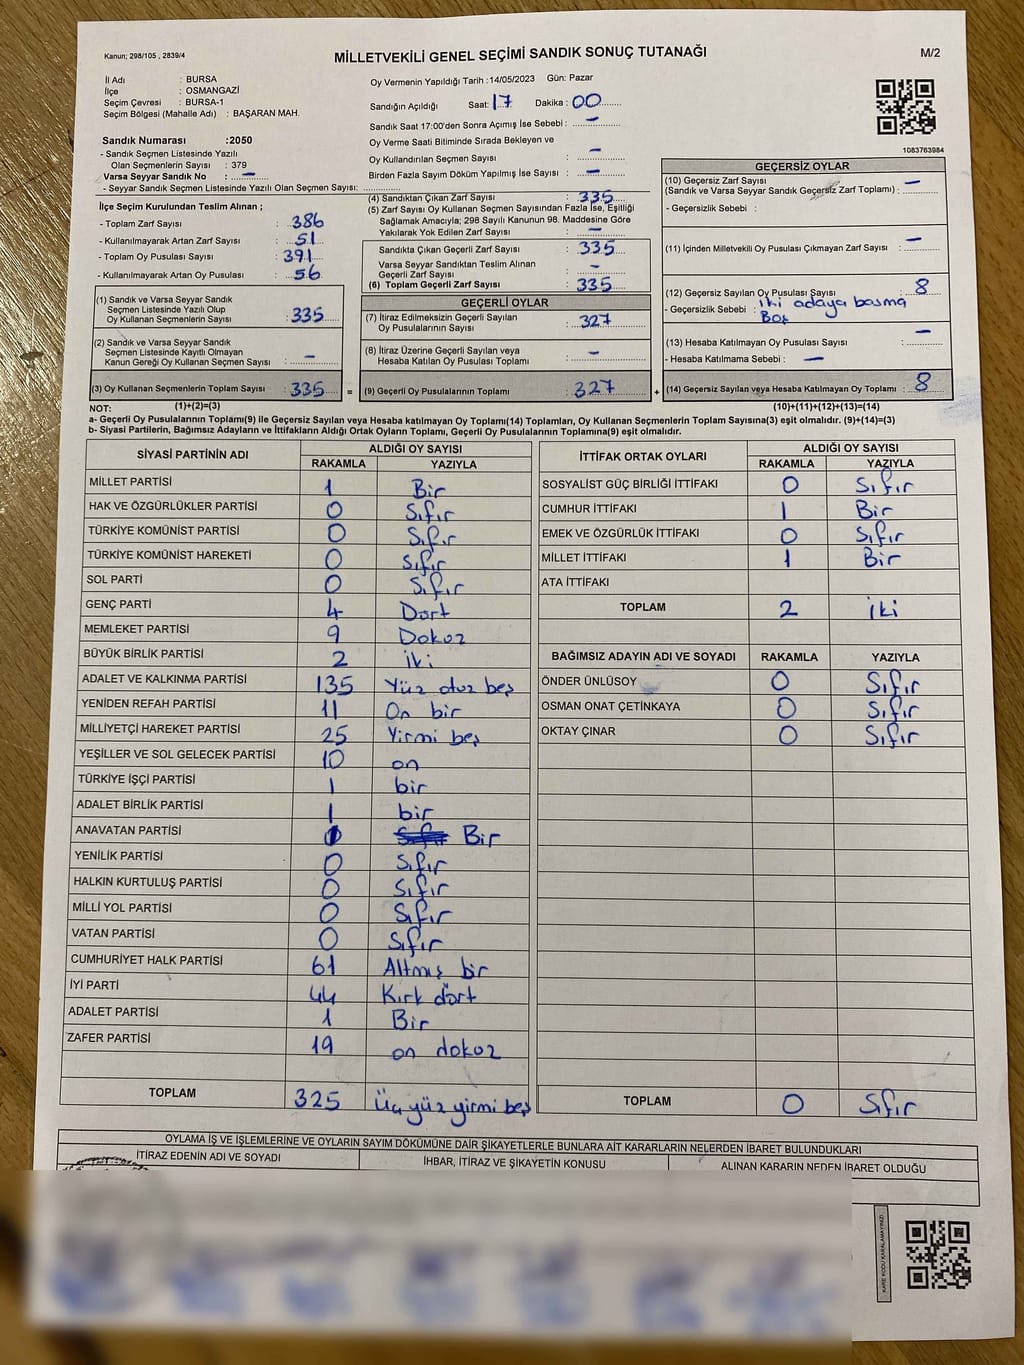 Kanun; 298/105 , 2839/4
MİLLETVEKİLİ GENEL SEÇİMİ SANDIK SONUÇ TUTANAĞI
M/2
İl Adı : BURSA
İlçe : OSMANGAZİ
Seçim Çevresi : BURSA-1
Seçim Bölgesi (Mahalle Adı) : BAŞARAN MAH.
Sandık Numarası :2050
- Sandık Seçmen Listesinde Yazılı
Olan Seçmenlerin Sayısı : 379
Varsa Seyyar Sandık No : –
- Seyyar Sandık Seçmen Listesinde Yazılı Olan Seçmen Sayısı: ..............
Oy Vermenin Yapıldığı Tarih :14/05/2023 Gün: Pazar
Sandığın Açıldığı Saat: 17 Dakika : 00
Sandık Saat 17:00'den Sonra Açımış İse Sebebi : –
Oy Verme Saati Bitiminde Sırada Bekleyen ve
Oy Kullandırılan Seçmen Sayısı : –
Birden Fazla Sayım Döküm Yapılmış İse Sayısı : –
1083763984
İlçe Seçim Kurulundan Teslim Alınan ;
- Toplam Zarf Sayısı : 386
- Kullanılmayarak Artan Zarf Sayısı : 51
- Toplam Oy Pusulası Sayısı : 391
- Kullanılmayarak Artan Oy Pusulası : 56
(1) Sandık ve Varsa Seyyar Sandık
Seçmen Listesinde Yazılı Olup
Oy Kullanan Seçmenlerin Sayısı : 335
(2) Sandık ve Varsa Seyyar Sandık
Seçmen Listesinde Kayıtlı Olmayan
Kanun Gereği Oy Kullanan Seçmen Sayısı : –
(3) Oy Kullanan Seçmenlerin Toplam Sayısı : 335 =
(4) Sandıktan Çıkan Zarf Sayısı : 335
(5) Zarf Sayısı Oy Kullanan Seçmen Sayısından Fazla İse, Eşitliği
Sağlamak Amacıyla; 298 Sayılı Kanunun 98. Maddesine Göre
Yakılarak Yok Edilen Zarf Sayısı : –
Sandıkta Çıkan Geçerli Zarf Sayısı : 335
Varsa Seyyar Sandıktan Teslim Alınan
Geçerli Zarf Sayısı : –
(6) Toplam Geçerli Zarf Sayısı : 335
GEÇERLİ OYLAR
(7) İtiraz Edilmeksizin Geçerli Sayılan
Oy Pusulalarının Sayısı : 327
(8) İtiraz Üzerine Geçerli Sayılan veya
Hesaba Katılan Oy Pusulası Toplamı : –
(9) Geçerli Oy Pusulalarının Toplamı : 327 +
GEÇERSİZ OYLAR
(10) Geçersiz Zarf Sayısı –
(Sandık ve Varsa Seyyar Sandık Geçersiz Zarf Toplamı) :
- Geçersizlik Sebebi :
(11) İçinden Milletvekili Oy Pusulası Çıkmayan Zarf Sayısı : –
(12) Geçersiz Sayılan Oy Pusulası Sayısı : 8
- Geçersizlik Sebebi : iki adaya basma
Boş
(13) Hesaba Katılmayan Oy Pusulası Sayısı : –
- Hesaba Katılmama Sebebi : –
(14) Geçersiz Sayılan veya Hesaba Katılmayan Oy Toplamı : 8
NOT: (1)+(2)=(3)
(10)+(11)+(12)+(13)=(14)
a- Geçerli Oy Pusulalarının Toplamı(9) ile Geçersiz Sayılan veya Hesaba katılmayan Oy Toplamı(14) Toplamları, Oy Kullanan Seçmenlerin Toplam Sayısına(3) eşit olmalıdır. (9)+(14)=(3)
b- Siyasi Partilerin, Bağımsız Adayların ve İttifakların Aldığı Ortak Oyların Toplamı, Geçerli Oy Pusulalarının Toplamına(9) eşit olmalıdır.
SİYASİ PARTİNİN ADI ALDIĞI OY SAYISI
RAKAMLA YAZIYLA
MİLLET PARTİSİ 1 Bir
HAK VE ÖZGÜRLÜKLER PARTİSİ 0 Sıfır
TÜRKİYE KOMÜNİST PARTİSİ 0 Sıfır
TÜRKİYE KOMÜNİST HAREKETİ 0 Sıfır
SOL PARTİ 0 Sıfır
GENÇ PARTİ 4 Dört
MEMLEKET PARTİSİ 9 Dokuz
BÜYÜK BİRLİK PARTİSİ 2 iki
ADALET VE KALKINMA PARTİSİ 135 Yüz otuz beş
YENİDEN REFAH PARTİSİ 11 On bir
MİLLİYETÇİ HAREKET PARTİSİ 25 Yirmi beş
YEŞİLLER VE SOL GELECEK PARTİSİ 10 on
TÜRKİYE İŞÇİ PARTİSİ 1 bir
ADALET BİRLİK PARTİSİ 1 bir
ANAVATAN PARTİSİ 1 Bir
YENİLİK PARTİSİ 0 Sıfır
HALKIN KURTULUŞ PARTİSİ 0 Sıfır
MİLLİ YOL PARTİSİ 0 Sıfır
VATAN PARTİSİ 0 Sıfır
CUMHURİYET HALK PARTİSİ 61 Altmış bir
İYİ PARTİ 44 Kırk dört
ADALET PARTİSİ 1 Bir
ZAFER PARTİSİ 19 on dokuz
TOPLAM 325 Üçyüz yirmi beş
İTTİFAK ORTAK OYLARI ALDIĞI OY SAYISI
RAKAMLA YAZIYLA
SOSYALİST GÜÇ BİRLİĞİ İTTİFAKI 0 Sıfır
CUMHUR İTTİFAKI 1 Bir
EMEK VE ÖZGÜRLÜK İTTİFAKI 0 Sıfır
MİLLET İTTİFAKI 1 Bir
ATA İTTİFAKI
TOPLAM 2 iki
BAĞIMSIZ ADAYIN ADI VE SOYADI RAKAMLA YAZIYLA
ÖNDER ÜNLÜSOY 0 Sıfır
OSMAN ONAT ÇETİNKAYA 0 Sıfır
OKTAY ÇINAR 0 Sıfır
TOPLAM 0 Sıfır
OYLAMA İŞ VE İŞLEMLERİNE VE OYLARIN SAYIM DÖKÜMÜNE DAİR ŞİKAYETLERLE BUNLARA AİT KARARLARIN NELERDEN İBARET BULUNDUKLARI
İTİRAZ EDENİN ADI VE SOYADI İHBAR, İTİRAZ VE ŞİKAYETİN KONUSU ALINAN KARARIN NEDEN İBARET OLDUĞU
KARE KODU KARALAMAYINIZ!